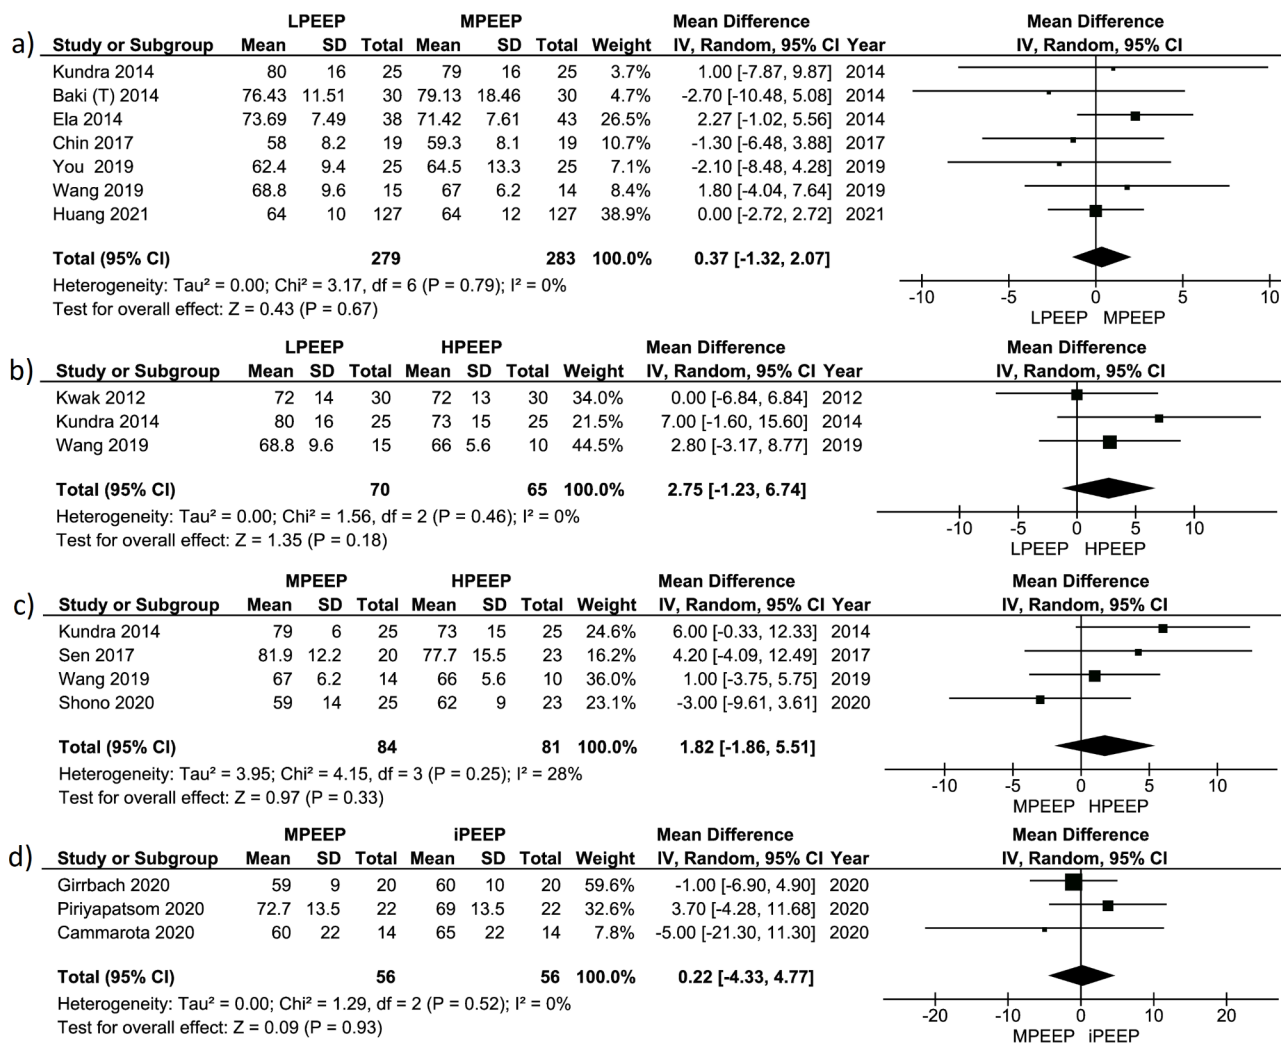 a)
LPEEP MPEEP Mean Difference Mean Difference
Study or Subgroup Mean SD Total Mean SD Total Weight IV, Random, 95% CI Year IV, Random, 95% CI
Kundra 2014 80 16 25 79 16 25 3.7% 1.00 [-7.87, 9.87] 2014
Baki (T) 2014 76.43 11.51 30 79.13 18.46 30 4.7% -2.70 [-10.48, 5.08] 2014
Ela 2014 73.69 7.49 38 71.42 7.61 43 26.5% 2.27 [-1.02, 5.56] 2014
Chin 2017 58 8.2 19 59.3 8.1 19 10.7% -1.30 [-6.48, 3.88] 2017
You 2019 62.4 9.4 25 64.5 13.3 25 7.1% -2.10 [-8.48, 4.28] 2019
Wang 2019 68.8 9.6 15 67 6.2 14 8.4% 1.80 [-4.04, 7.64] 2019
Huang 2021 64 10 127 64 12 127 38.9% 0.00 [-2.72, 2.72] 2021
Total (95% CI) 279 283 100.0% 0.37 [-1.32, 2.07]
Heterogeneity: Tau² = 0.00; Chi² = 3.17, df = 6 (P = 0.79); I² = 0%
Test for overall effect: Z = 0.43 (P = 0.67)
-10 -5 0 5 10
LPEEP MPEEP
b)
LPEEP HPEEP Mean Difference Mean Difference
Study or Subgroup Mean SD Total Mean SD Total Weight IV, Random, 95% CI Year IV, Random, 95% CI
Kwak 2012 72 14 30 72 13 30 34.0% 0.00 [-6.84, 6.84] 2012
Kundra 2014 80 16 25 73 15 25 21.5% 7.00 [-1.60, 15.60] 2014
Wang 2019 68.8 9.6 15 66 5.6 10 44.5% 2.80 [-3.17, 8.77] 2019
Total (95% CI) 70 65 100.0% 2.75 [-1.23, 6.74]
Heterogeneity: Tau² = 0.00; Chi² = 1.56, df = 2 (P = 0.46); I² = 0%
Test for overall effect: Z = 1.35 (P = 0.18)
-10 -5 0 5 10
LPEEP HPEEP
c)
MPEEP HPEEP Mean Difference Mean Difference
Study or Subgroup Mean SD Total Mean SD Total Weight IV, Random, 95% CI Year IV, Random, 95% CI
Kundra 2014 79 6 25 73 15 25 24.6% 6.00 [-0.33, 12.33] 2014
Sen 2017 81.9 12.2 20 77.7 15.5 23 16.2% 4.20 [-4.09, 12.49] 2017
Wang 2019 67 6.2 14 66 5.6 10 36.0% 1.00 [-3.75, 5.75] 2019
Shono 2020 59 14 25 62 9 23 23.1% -3.00 [-9.61, 3.61] 2020
Total (95% CI) 84 81 100.0% 1.82 [-1.86, 5.51]
Heterogeneity: Tau² = 3.95; Chi² = 4.15, df = 3 (P = 0.25); I² = 28%
Test for overall effect: Z = 0.97 (P = 0.33)
-10 -5 0 5 10
MPEEP HPEEP
d)
MPEEP iPEEP Mean Difference Mean Difference
Study or Subgroup Mean SD Total Mean SD Total Weight IV, Random, 95% CI Year IV, Random, 95% CI
Girrbach 2020 59 9 20 60 10 20 59.6% -1.00 [-6.90, 4.90] 2020
Piriyapatsom 2020 72.7 13.5 22 69 13.5 22 32.6% 3.70 [-4.28, 11.68] 2020
Cammarota 2020 60 22 14 65 22 14 7.8% -5.00 [-21.30, 11.30] 2020
Total (95% CI) 56 56 100.0% 0.22 [-4.33, 4.77]
Heterogeneity: Tau² = 0.00; Chi² = 1.29, df = 2 (P = 0.52); I² = 0%
Test for overall effect: Z = 0.09 (P = 0.93)
-20 -10 0 10 20
MPEEP iPEEP